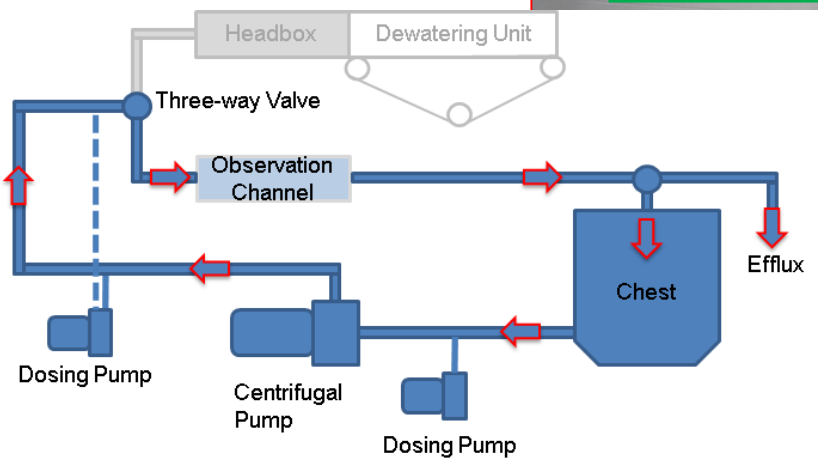 Headbox
Dewatering Unit
Three-way Valve
Observation
Channel
Efflux
Chest
Dosing Pump
Centrifugal
Pump
Dosing Pump